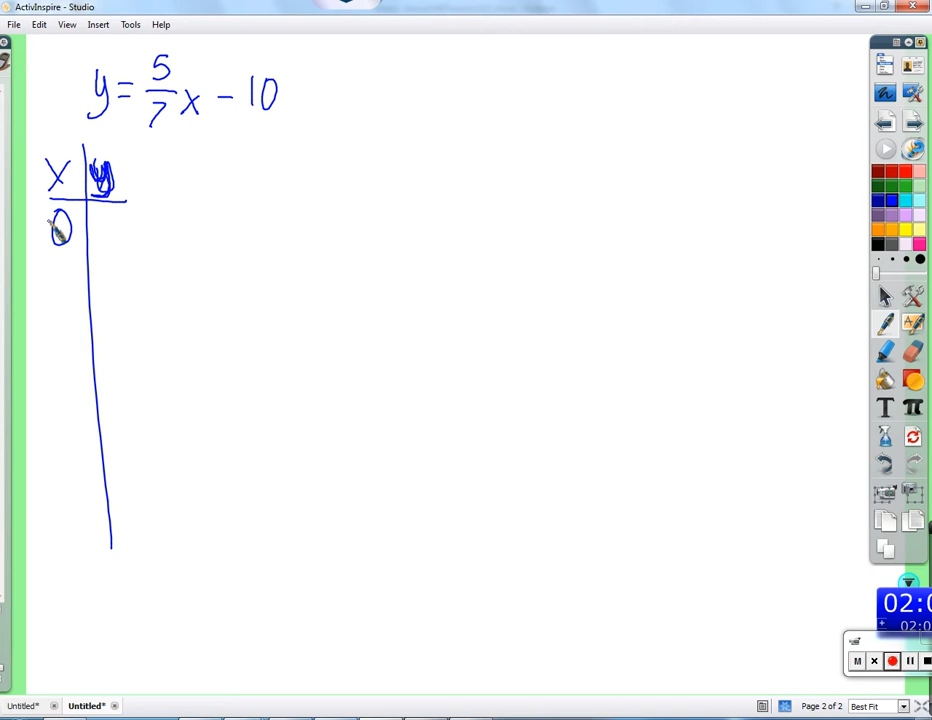 ActivInspire - Studio
File Edit View Insert Tools Help
y = 5/7 x - 10
x y
0
T π
02:0
02:0
M
Untitled* Untitled* Page 2 of 2 Best Fit